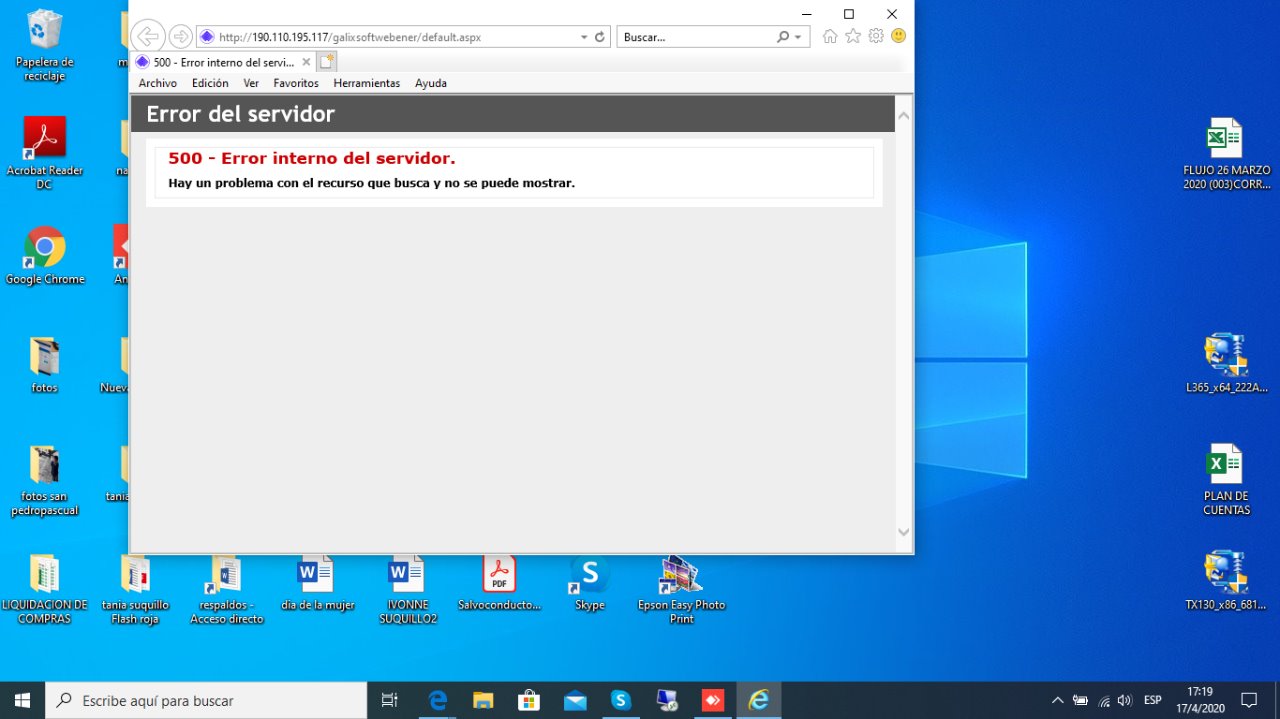 http://190.110.195.117/galixsoftwebener/default.aspx
Buscar...
500 - Error interno del servi...
Archivo Edición Ver Favoritos Herramientas Ayuda
Error del servidor
500 - Error interno del servidor.
Hay un problema con el recurso que busca y no se puede mostrar.
Papelera de
reciclaje
m
Acrobat Reader
DC
na
Google Chrome
An
fotos
Nueva
fotos san
pedropascual
tania
LIQUIDACION DE
COMPRAS
tania suquillo
Flash roja
respaldos -
Acceso directo
dia de la mujer
IVONNE
SUQUILLO2
PDF
Salvoconducto...
Skype
Epson Easy Photo
Print
FLUJO 26 MARZO
2020 (003)CORR...
L365_x64_222A...
PLAN DE
CUENTAS
TX130_x86_681...
Escribe aquí para buscar
ESP
17:19
17/4/2020